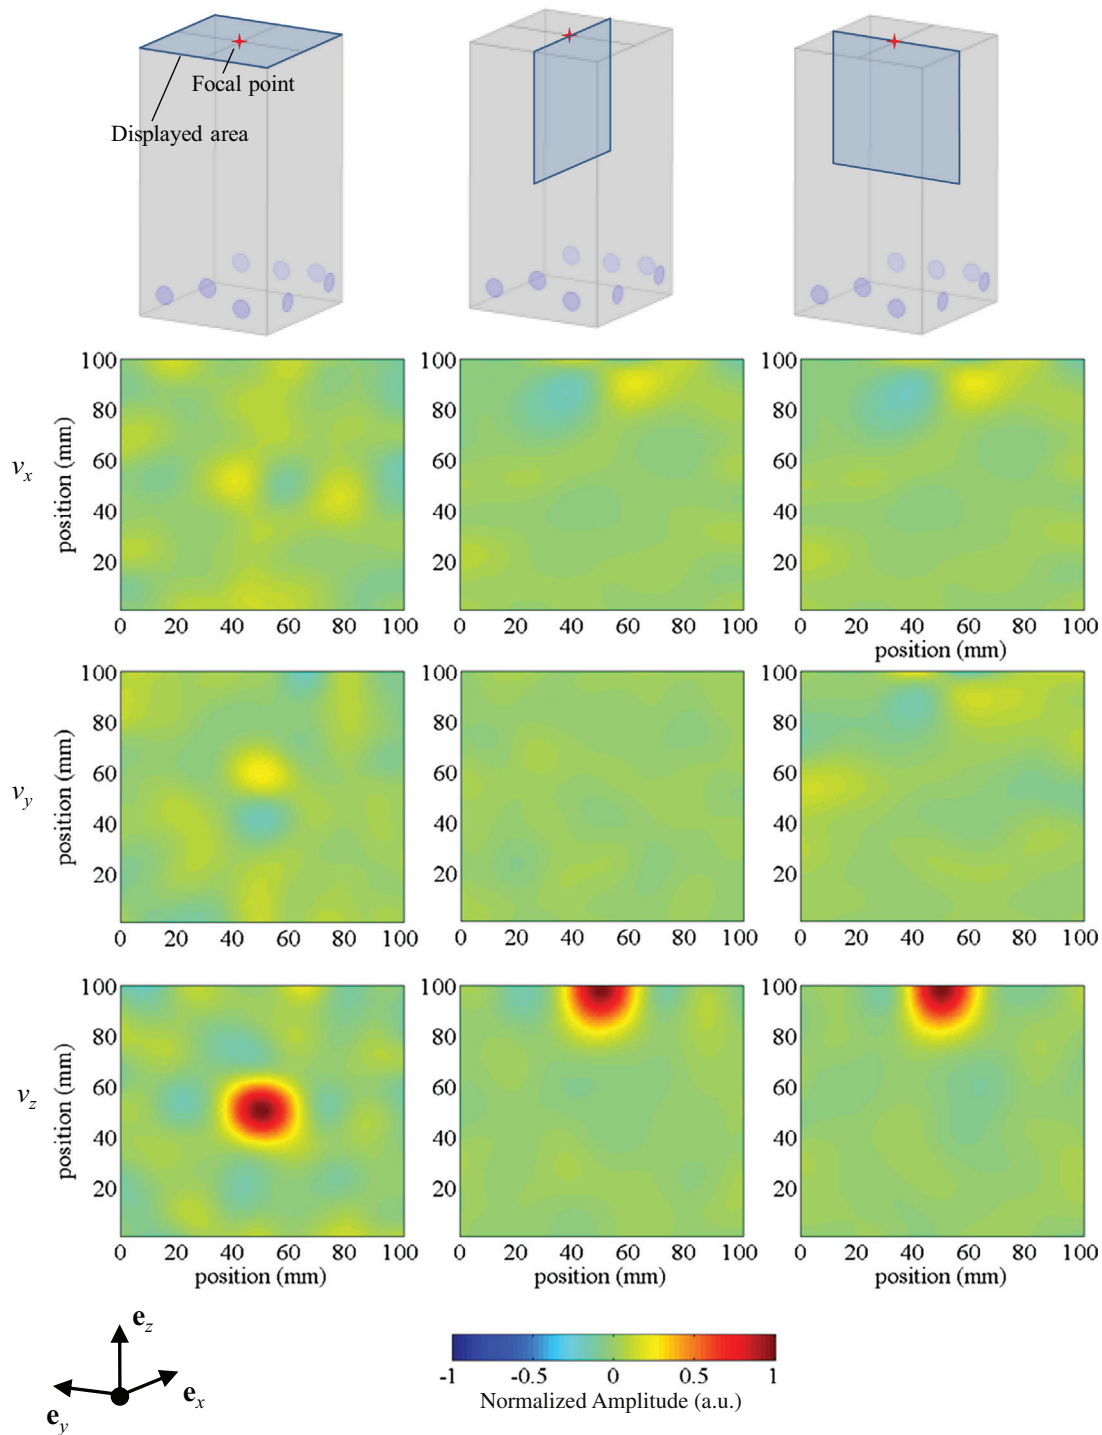 Focal point
Displayed area
100 100 100
80 80 80
60 60 60
40 40 40
20 20 20
position (mm)
v_x
0 20 40 60 80 100 0 20 40 60 80 100 0 20 40 60 80 100
position (mm)
100 100 100
80 80 80
60 60 60
40 40 40
20 20 20
position (mm)
v_y
0 20 40 60 80 100 0 20 40 60 80 100 0 20 40 60 80 100
100 100 100
80 80 80
60 60 60
40 40 40
20 20 20
position (mm)
v_z
0 20 40 60 80 100 0 20 40 60 80 100 0 20 40 60 80 100
position (mm) position (mm) position (mm)
e_z
e_x
e_y
-1 -0.5 0 0.5 1
Normalized Amplitude (a.u.)